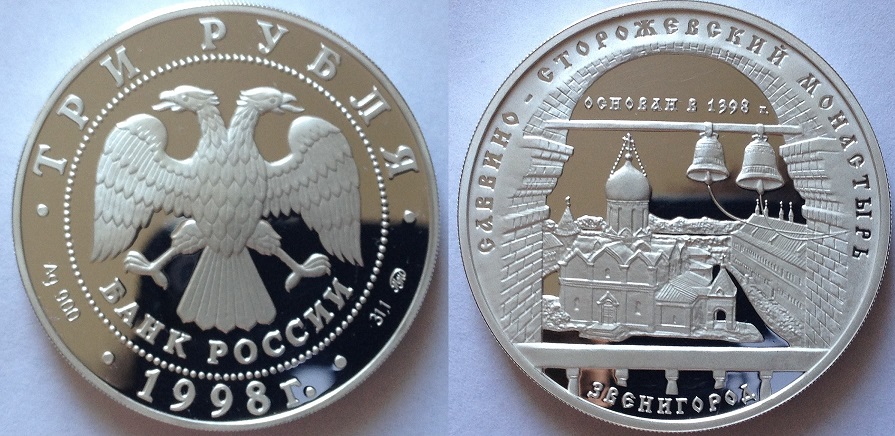 ТРИ РУБЛЯ
Ag 900
БАНК РОССИИ
31,1
1998 г.
САВВИНО-СТОРОЖЕВСКИЙ МОНАСТЫРЬ
ОСНОВАН В 1398 г.
ЗВЕНИГОРОД